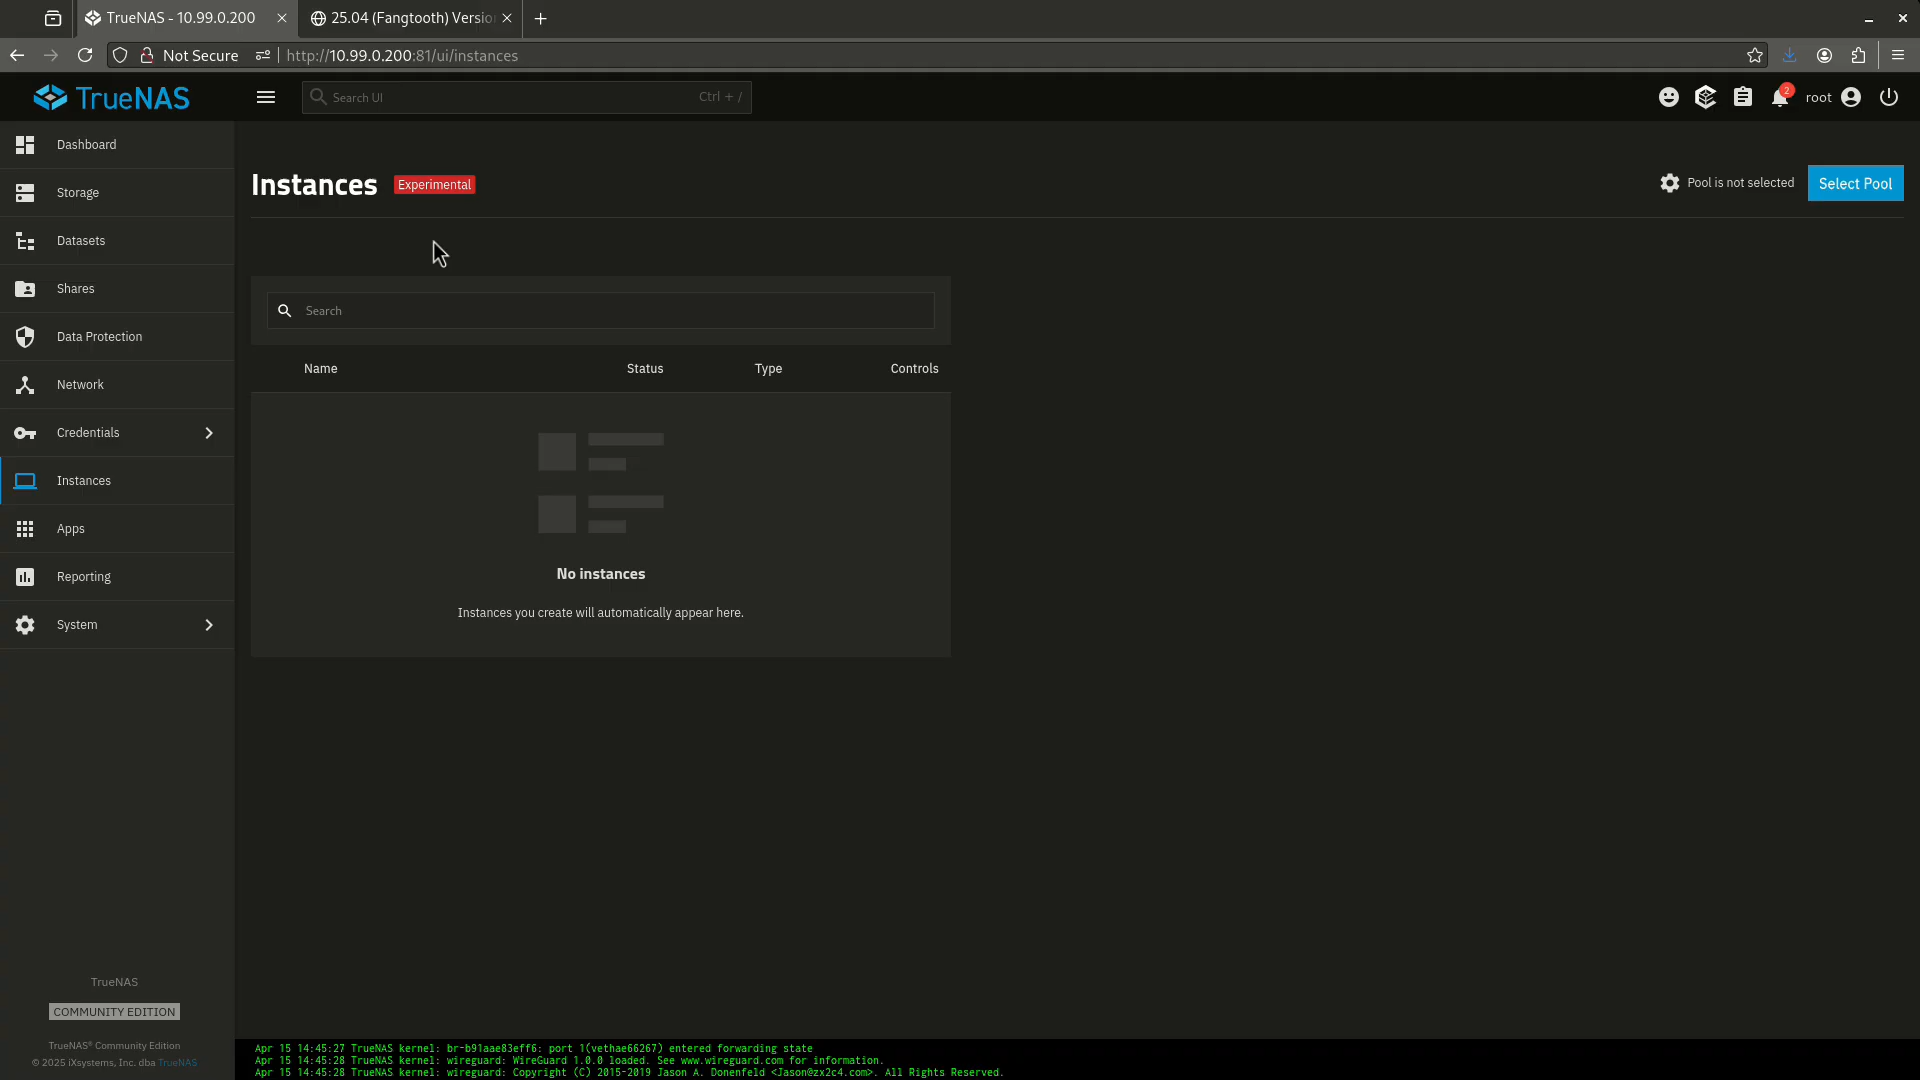 TrueNAS - 10.99.0.200
25.04 (Fangtooth) Versio
Not Secure
http://10.99.0.200:81/ui/instances
TrueNAS
Search UI
Ctrl + /
2
root
Dashboard
Storage
Datasets
Shares
Data Protection
Network
Credentials
Instances
Apps
Reporting
System
TrueNAS
COMMUNITY EDITION
TrueNAS® Community Edition
© 2025 iXsystems, Inc. dba TrueNAS
Instances
Experimental
Pool is not selected
Select Pool
Search
Name Status Type Controls
No instances
Instances you create will automatically appear here.
Apr 15 14:45:27 TrueNAS kernel: br-b91aae83eff6: port 1(vethae66267) entered forwarding state
Apr 15 14:45:28 TrueNAS kernel: wireguard: WireGuard 1.0.0 loaded. See www.wireguard.com for information.
Apr 15 14:45:28 TrueNAS kernel: wireguard: Copyright (C) 2015-2019 Jason A. Donenfeld <Jason@zx2c4.com>. All Rights Reserved.